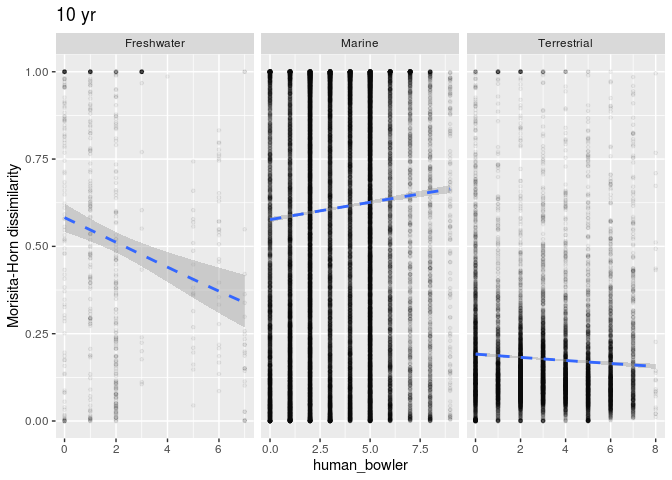 10 yr
Freshwater Marine Terrestrial
Morisita-Horn dissimilarity
1.00
0.75
0.50
0.25
0.00
0 2 4 6 0.0 2.5 5.0 7.5 0 2 4 6 8
human_bowler